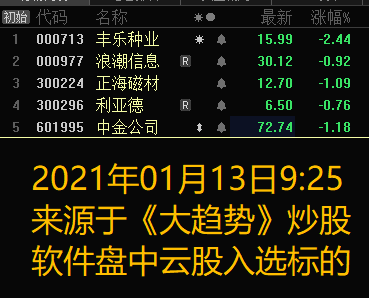 初始 代码 名称 最新 涨幅%
1 000713 丰乐种业 15.99 -2.44
2 000977 浪潮信息 R 30.12 -0.92
3 300224 正海磁材 12.70 -1.09
4 300296 利亚德 R 6.50 -0.76
5 601995 中金公司 72.74 -1.18
2021年01月13日9:25
来源于《大趋势》炒股
软件盘中云股入选标的